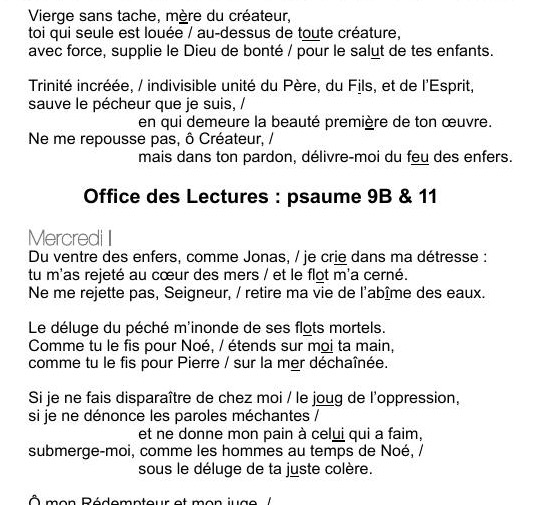 Vierge sans tache, mère du créateur,
toi qui seule est louée / au-dessus de toute créature,
avec force, supplie le Dieu de bonté / pour le salut de tes enfants.
Trinité incréée, / indivisible unité du Père, du Fils, et de l'Esprit,
sauve le pécheur que je suis, /
en qui demeure la beauté première de ton œuvre.
Ne me repousse pas, ô Créateur, /
mais dans ton pardon, délivre-moi du feu des enfers.
Office des Lectures : psaume 9B & 11
Mercredi I
Du ventre des enfers, comme Jonas, / je crie dans ma détresse :
tu m'as rejeté au cœur des mers / et le flot m'a cerné.
Ne me rejette pas, Seigneur, / retire ma vie de l'abîme des eaux.
Le déluge du péché m'inonde de ses flots mortels.
Comme tu le fis pour Noé, / étends sur moi ta main,
comme tu le fis pour Pierre / sur la mer déchaînée.
Si je ne fais disparaître de chez moi / le joug de l'oppression,
si je ne dénonce les paroles méchantes /
et ne donne mon pain à celui qui a faim,
submerge-moi, comme les hommes au temps de Noé, /
sous le déluge de ta juste colère.
Ô mon Rédempteur et mon juge, /